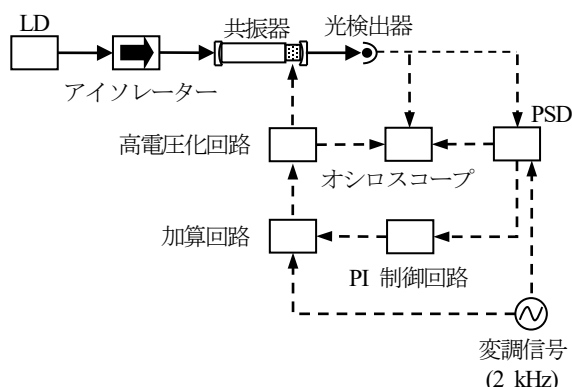 LD
共振器
光検出器
アイソレーター
PSD
高電圧化回路
オシロスコープ
加算回路
PI 制御回路
変調信号
(2 kHz)